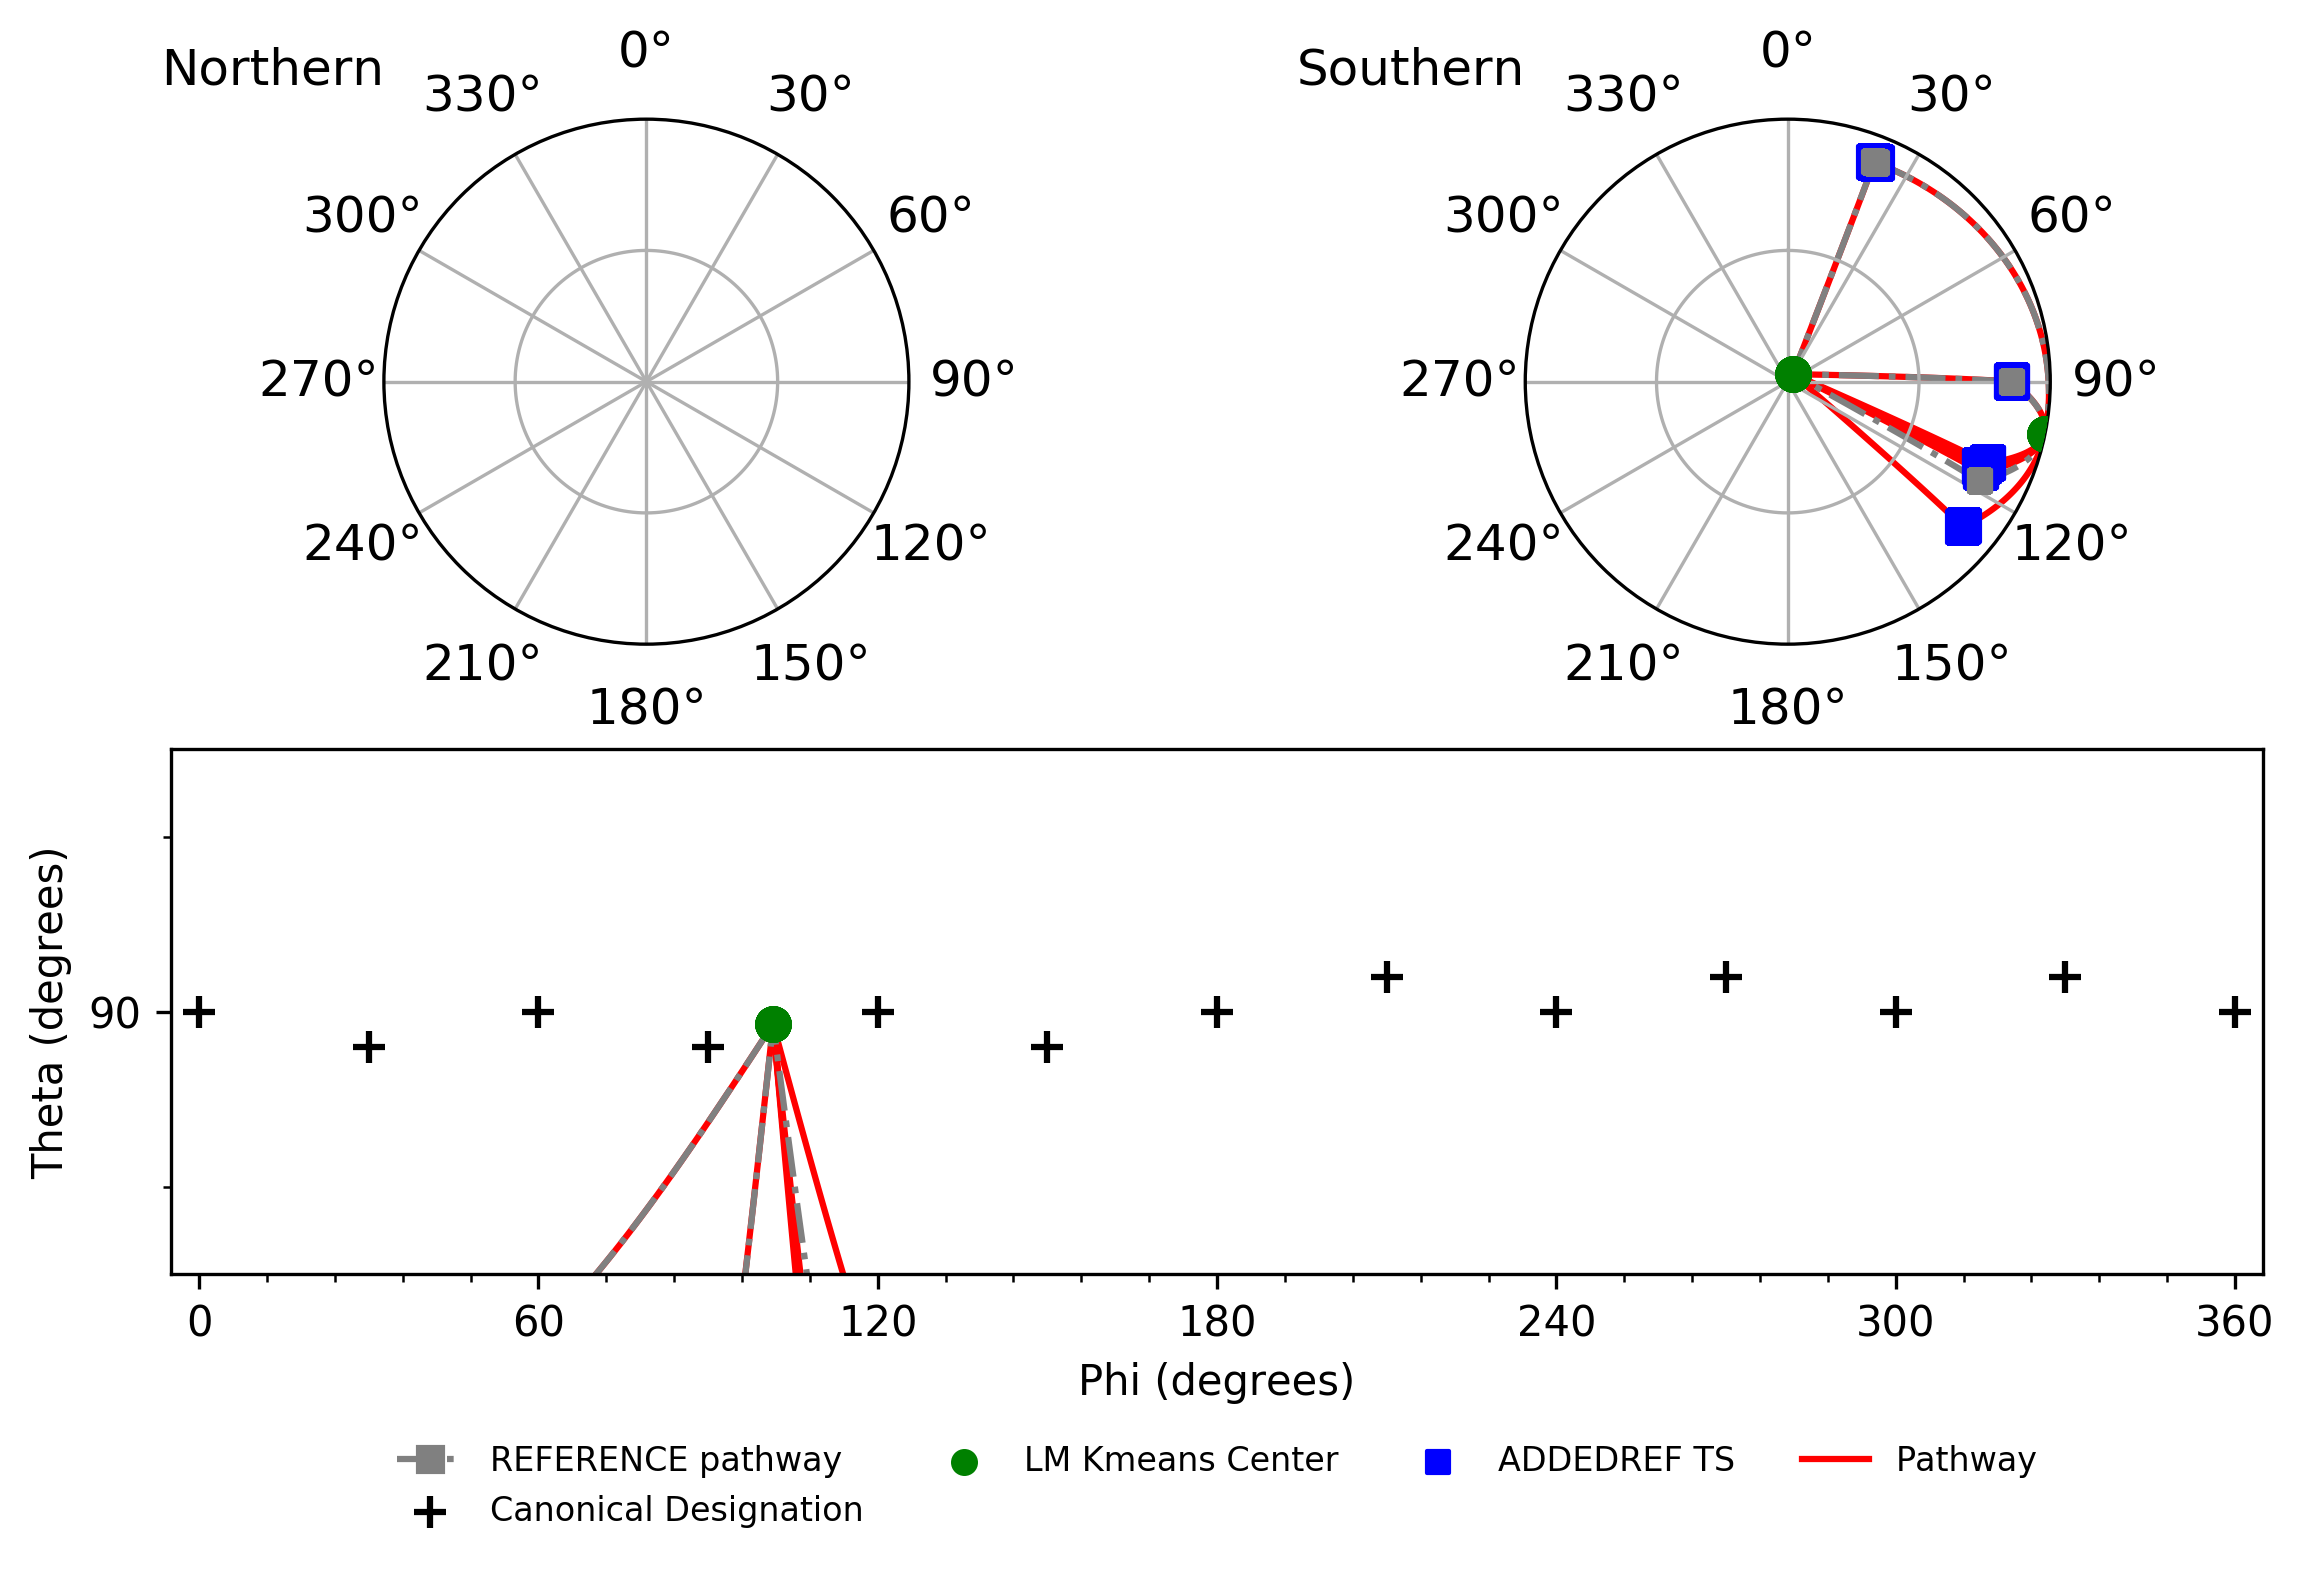 Northern
0°
30°
60°
90°
120°
150°
180°
210°
240°
270°
300°
330°
Southern
0°
30°
60°
90°
120°
150°
180°
210°
240°
270°
300°
330°
Theta (degrees)
90
0 60 120 180 240 300 360
Phi (degrees)
REFERENCE pathway
Canonical Designation
LM Kmeans Center
ADDEDREF TS
Pathway